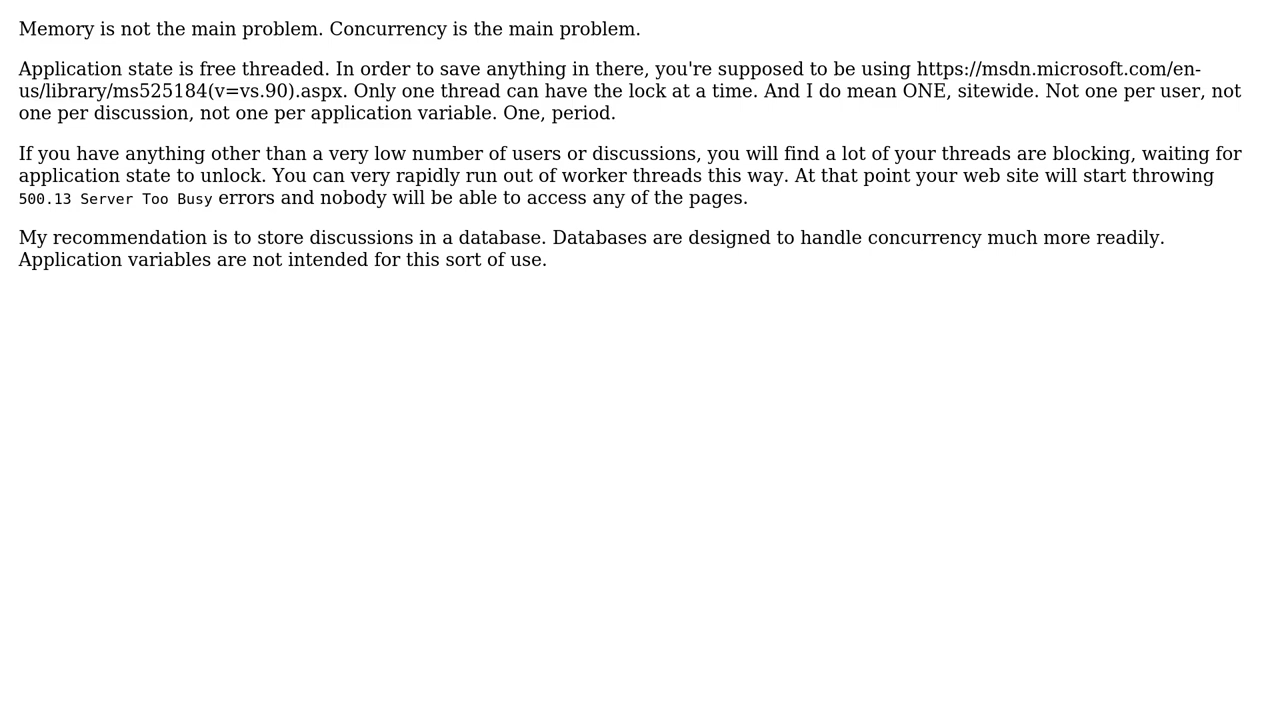 Memory is not the main problem. Concurrency is the main problem.
Application state is free threaded. In order to save anything in there, you're supposed to be using https://msdn.microsoft.com/en-
us/library/ms525184(v=vs.90).aspx. Only one thread can have the lock at a time. And I do mean ONE, sitewide. Not one per user, not
one per discussion, not one per application variable. One, period.
If you have anything other than a very low number of users or discussions, you will find a lot of your threads are blocking, waiting for
application state to unlock. You can very rapidly run out of worker threads this way. At that point your web site will start throwing
500.13 Server Too Busy errors and nobody will be able to access any of the pages.
My recommendation is to store discussions in a database. Databases are designed to handle concurrency much more readily.
Application variables are not intended for this sort of use.